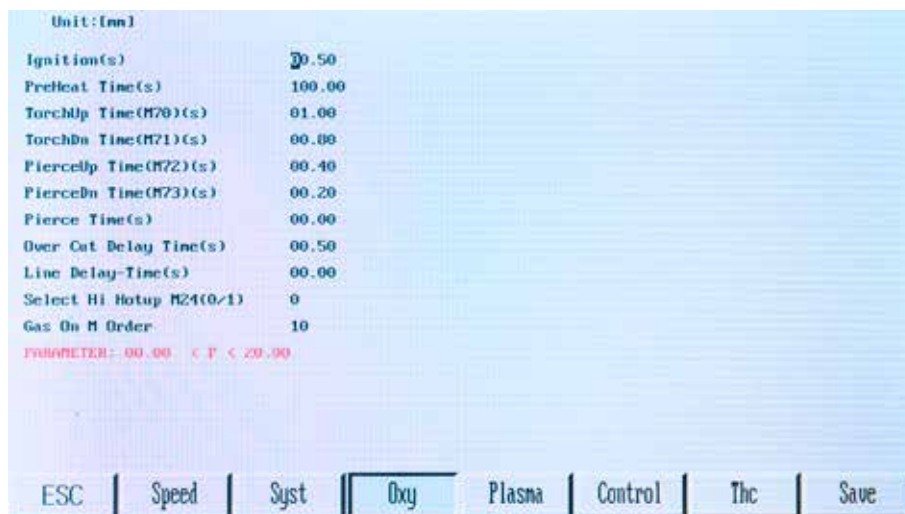 Unit:[mm]
Ignition(s) 00.50
PreHeat Time(s) 100.00
TorchUp Time(M70)(s) 01.00
TorchDn Time(M71)(s) 00.80
PierceUp Time(M72)(s) 00.40
PierceDn Time(M73)(s) 00.20
Pierce Time(s) 00.00
Over Cut Delay Time(s) 00.50
Line Delay-Time(s) 00.00
Select Hi Hotup M24(0/1) 0
Gas On M Order 10
PARAMETER: 00.00 < P < 20.00
ESC Speed Syst Oxy Plasma Control Thc Save